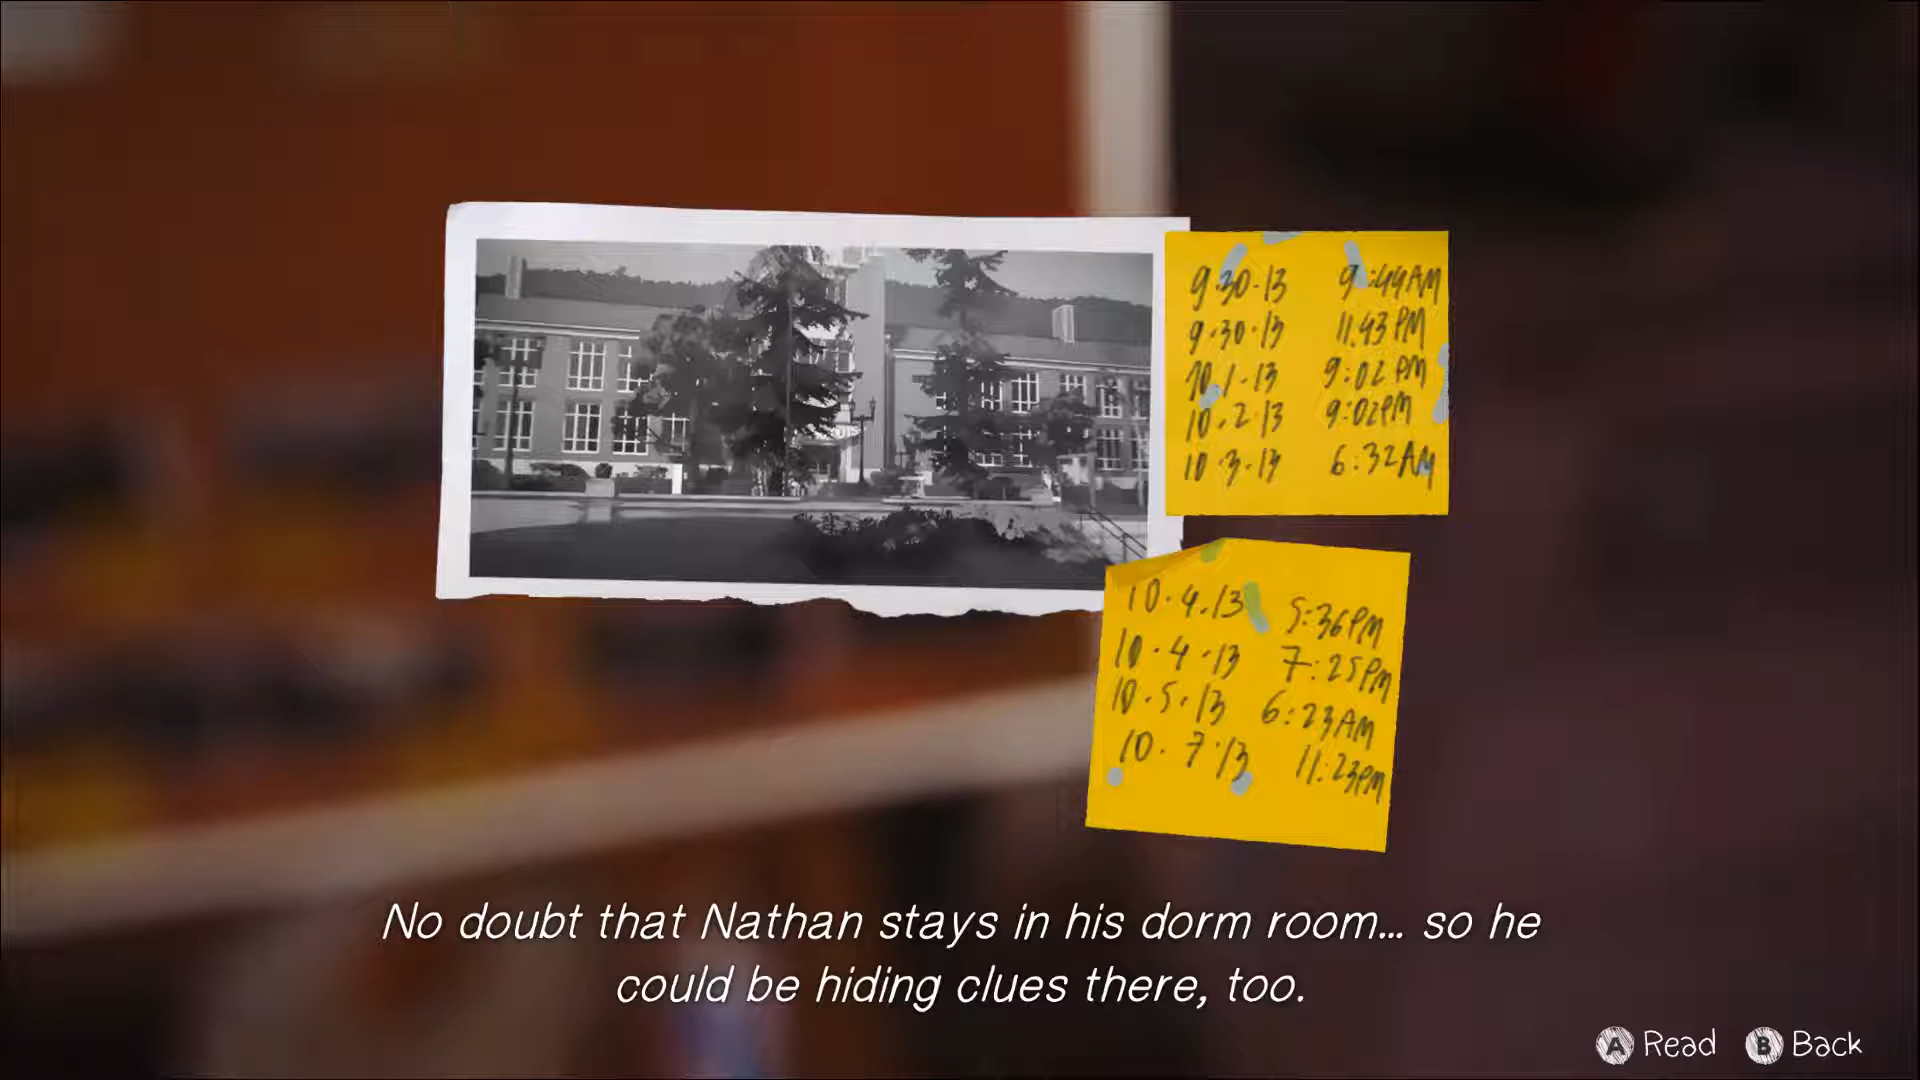 9.30.13 9:44AM
9.30.13 11:43PM
10.1.13 9:02PM
10.2.13 9:02PM
10.3.13 6:32AM
10.4.13 5:36PM
10.4.13 7:25PM
10.5.13 6:23AM
10.7.13 11:23PM
No doubt that Nathan stays in his dorm room... so he
could be hiding clues there, too.
A Read B Back